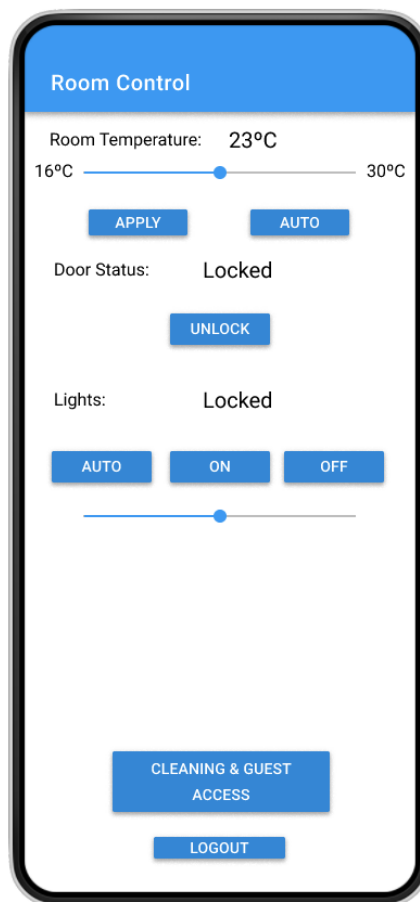 Room Control
Room Temperature: 23ºC
16ºC 30ºC
APPLY AUTO
Door Status: Locked
UNLOCK
Lights: Locked
AUTO ON OFF
CLEANING & GUEST
ACCESS
LOGOUT